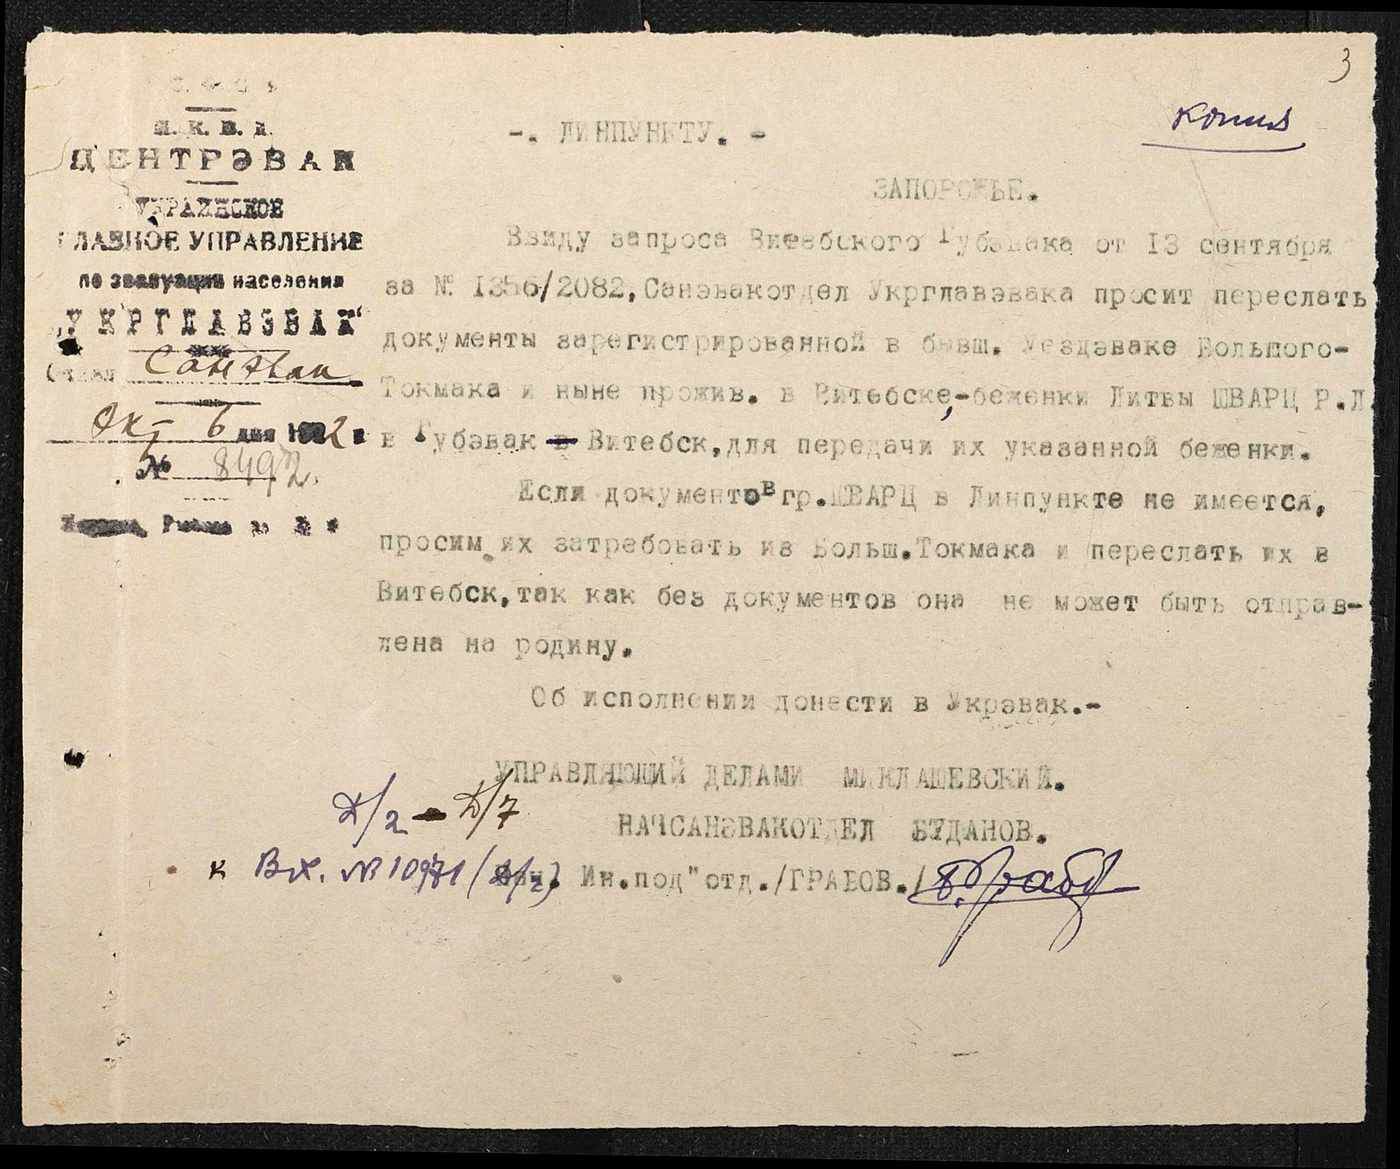 3
копия
Н.К.В.Д.
ЦЕНТРЭВАК
УКРАИНСКОЕ
ГЛАВНОЕ УПРАВЛЕНИЕ
по эвакуации населения
„УКРГЛАВЭВАК“
Отдел Санэвак
Окт 6 дня 1922 г
№ 8492.
-. ЛИНПУНКТУ. -
ЗАПОРОЖЬЕ.
Ввиду запроса Витебского Губэвака от 13 сентября
за № 1356/2082,Санэвакотдел Укрглавэвака просит переслать
документы зарегистрированной в бывш. Уездэваке Большого-
Токмака и ныне прожив. в Витебске,-беженки Литвы ШВАРЦ Р.Л.
в Губэвак в Витебск,для передачи их указанной беженки.
Если документов гр.ШВАРЦ в Линпункте не имеется,
просим их затребовать из Больш.Токмака и переслать их в
Витебск,так как без документов она не может быть отправ-
лена на родину.
Об исполнении донести в Укрэвак.-
УПРАВЛЯЮЩИЙ ДЕЛАМИ МИКЛАШЕВСКИЙ.
Д/2 - Д/7
НАЧСАНЭВАКОТДЕЛ БУДАНОВ.
к Вх. № 10971 Ин.под"отд./ГРАБОВ./